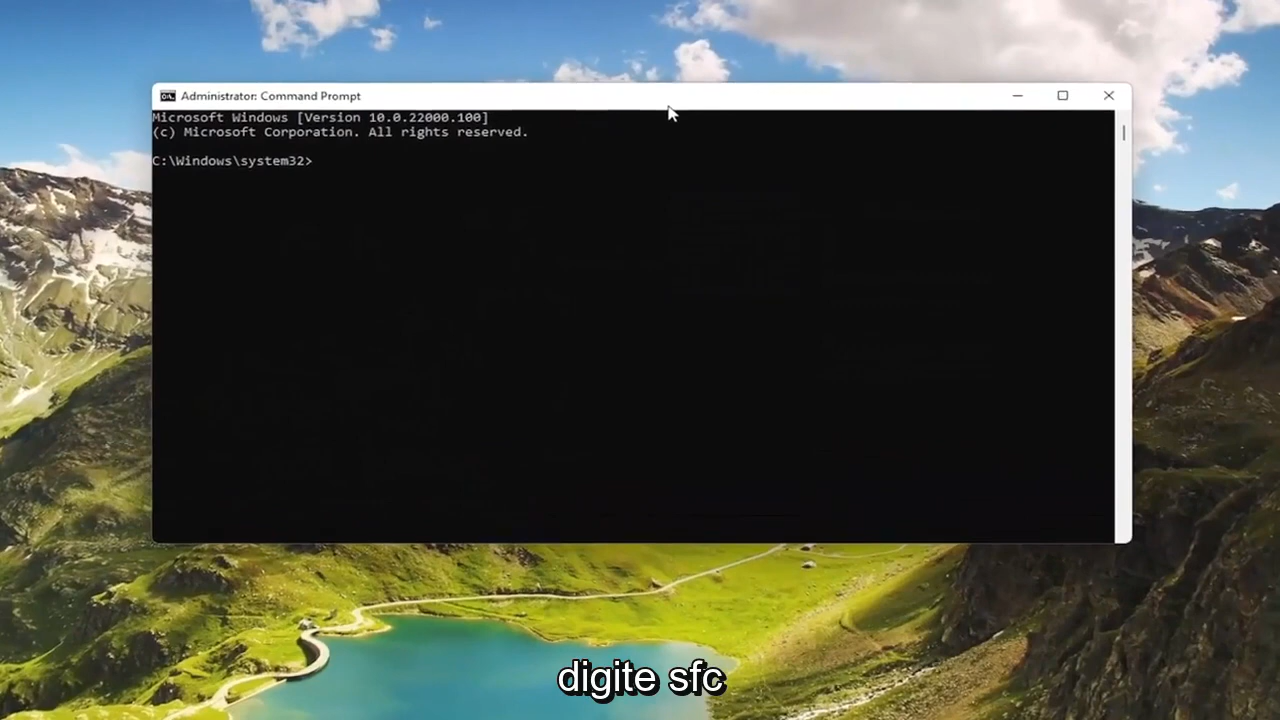 Administrator: Command Prompt
Microsoft Windows [Version 10.0.22000.100]
(c) Microsoft Corporation. All rights reserved.
C:\Windows\system32>
digite sfc